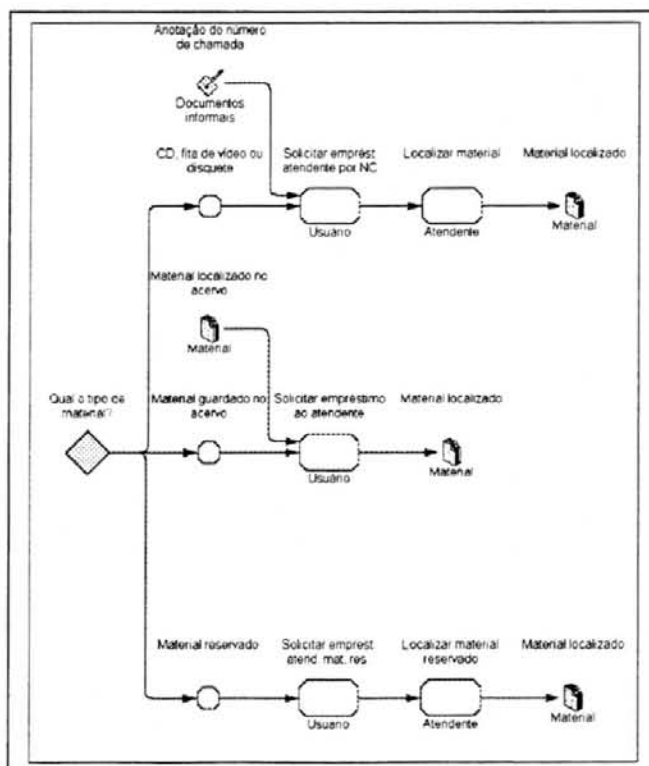 Anotação do número
de chamada
Documentos
informais
CD, fita de vídeo ou
disquete
Solicitar emprést
atendente por NC
Localizar material
Material localizado
Usuário
Atendente
Material
Material localizado no
acervo
Material
Qual o tipo de
material?
Material guardado no
acervo
Solicitar empréstimo
ao atendente
Material localizado
Usuário
Material
Material reservado
Solicitar emprest
atend. mat. res
Localizar material
reservado
Material localizado
Usuário
Atendente
Material